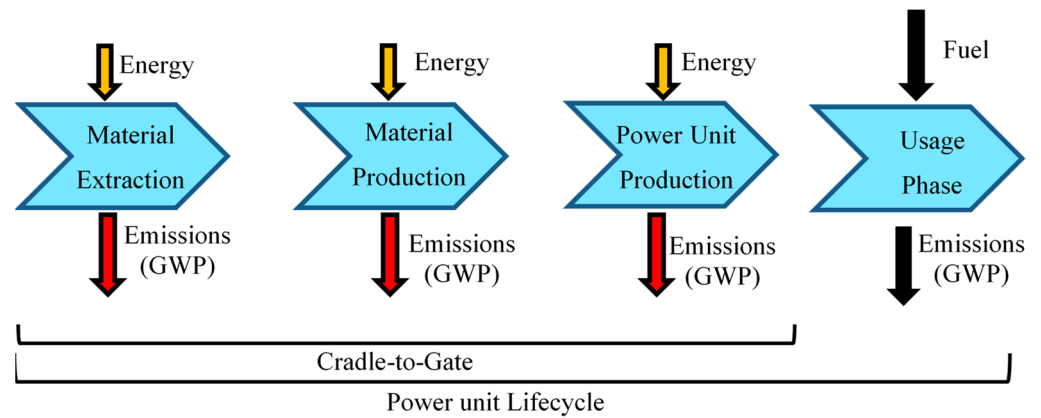 Energy
Energy
Energy
Fuel
Material
Extraction
Material
Production
Power Unit
Production
Usage
Phase
Emissions
(GWP)
Emissions
(GWP)
Emissions
(GWP)
Emissions
(GWP)
Cradle-to-Gate
Power unit Lifecycle